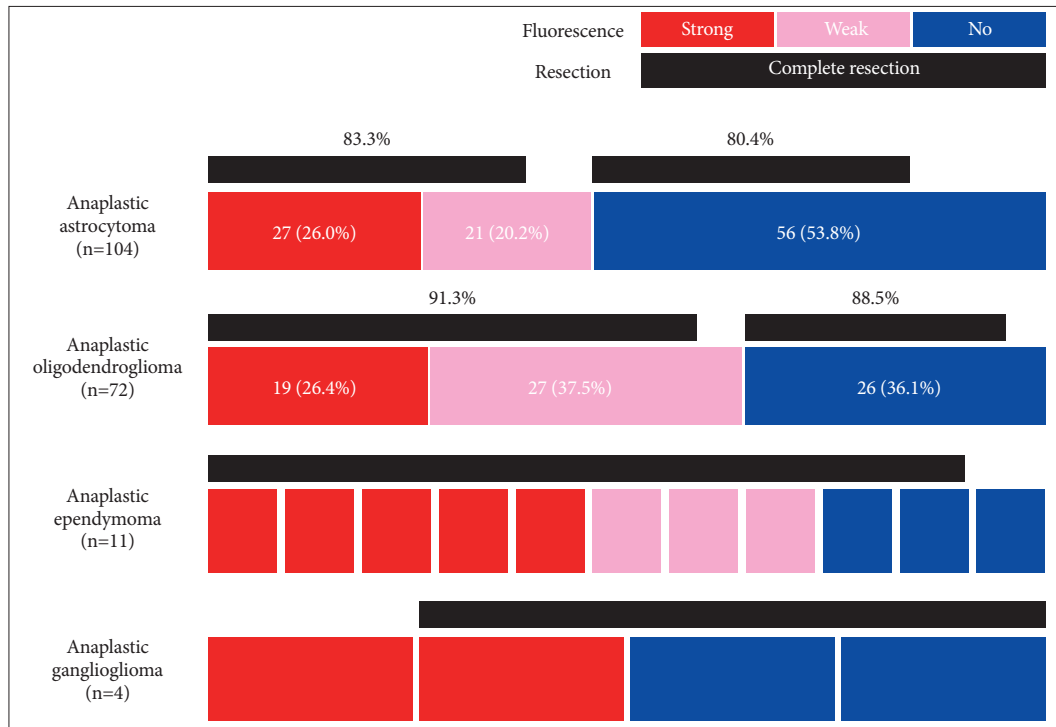 Fluorescence Strong Weak No
Resection Complete resection
83.3% 80.4%
Anaplastic
astrocytoma
(n=104)
27 (26.0%) 21 (20.2%) 56 (53.8%)
91.3% 88.5%
Anaplastic
oligodendroglioma
(n=72)
19 (26.4%) 27 (37.5%) 26 (36.1%)
Anaplastic
ependymoma
(n=11)
Anaplastic
ganglioglioma
(n=4)